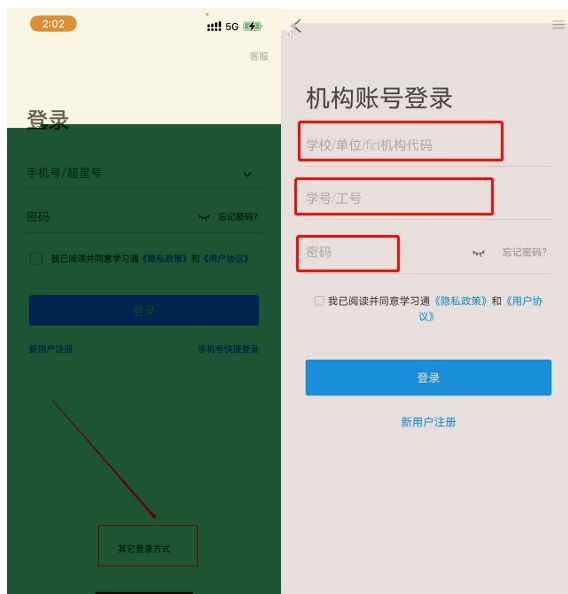 2:02
5G
客服
登录
手机号/超星号
密码
忘记密码?
我已阅读并同意学习通《隐私政策》和《用户协议》
登录
新用户注册
手机号快捷登录
其它登录方式
机构账号登录
学校/单位/fid机构代码
学号/工号
密码
忘记密码?
我已阅读并同意学习通《隐私政策》和《用户协
议》
登录
新用户注册